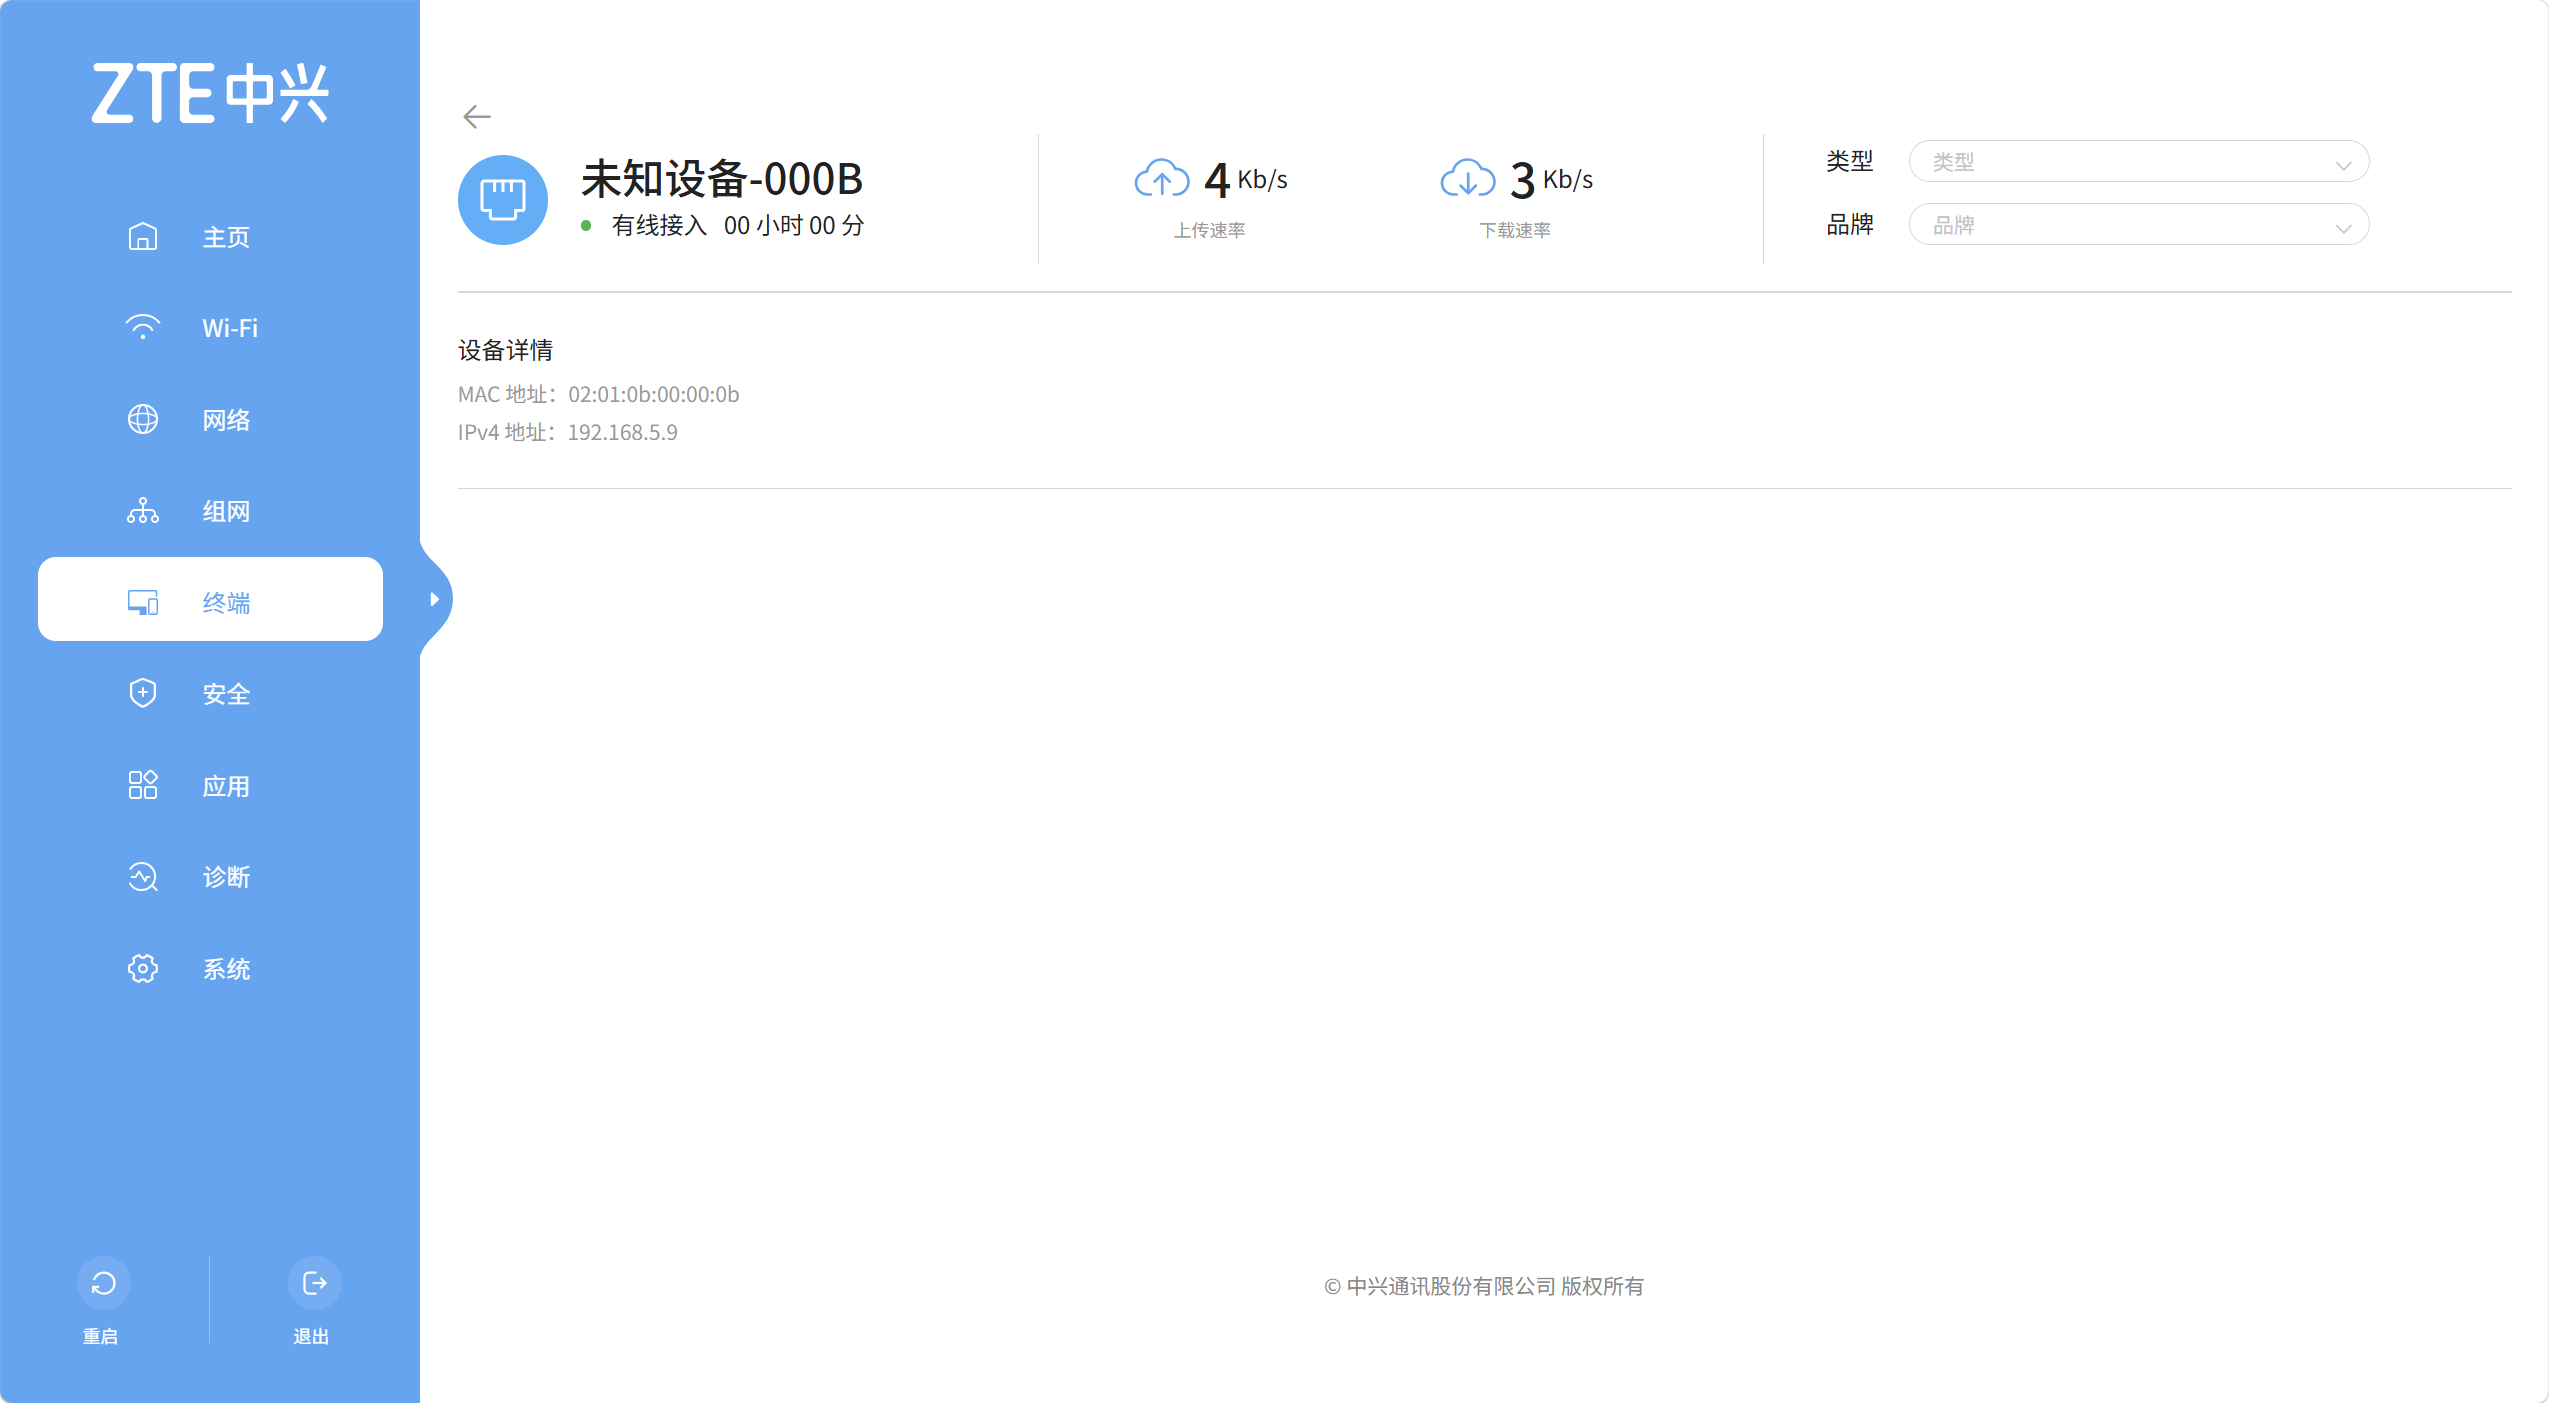 ZTE中兴
主页
Wi-Fi
网络
组网
终端
安全
应用
诊断
系统
重启
退出
未知设备-000B
有线接入 00 小时 00 分
4 Kb/s
上传速率
3 Kb/s
下载速率
类型 类型
品牌 品牌
设备详情
MAC 地址：02:01:0b:00:00:0b
IPv4 地址：192.168.5.9
© 中兴通讯股份有限公司 版权所有